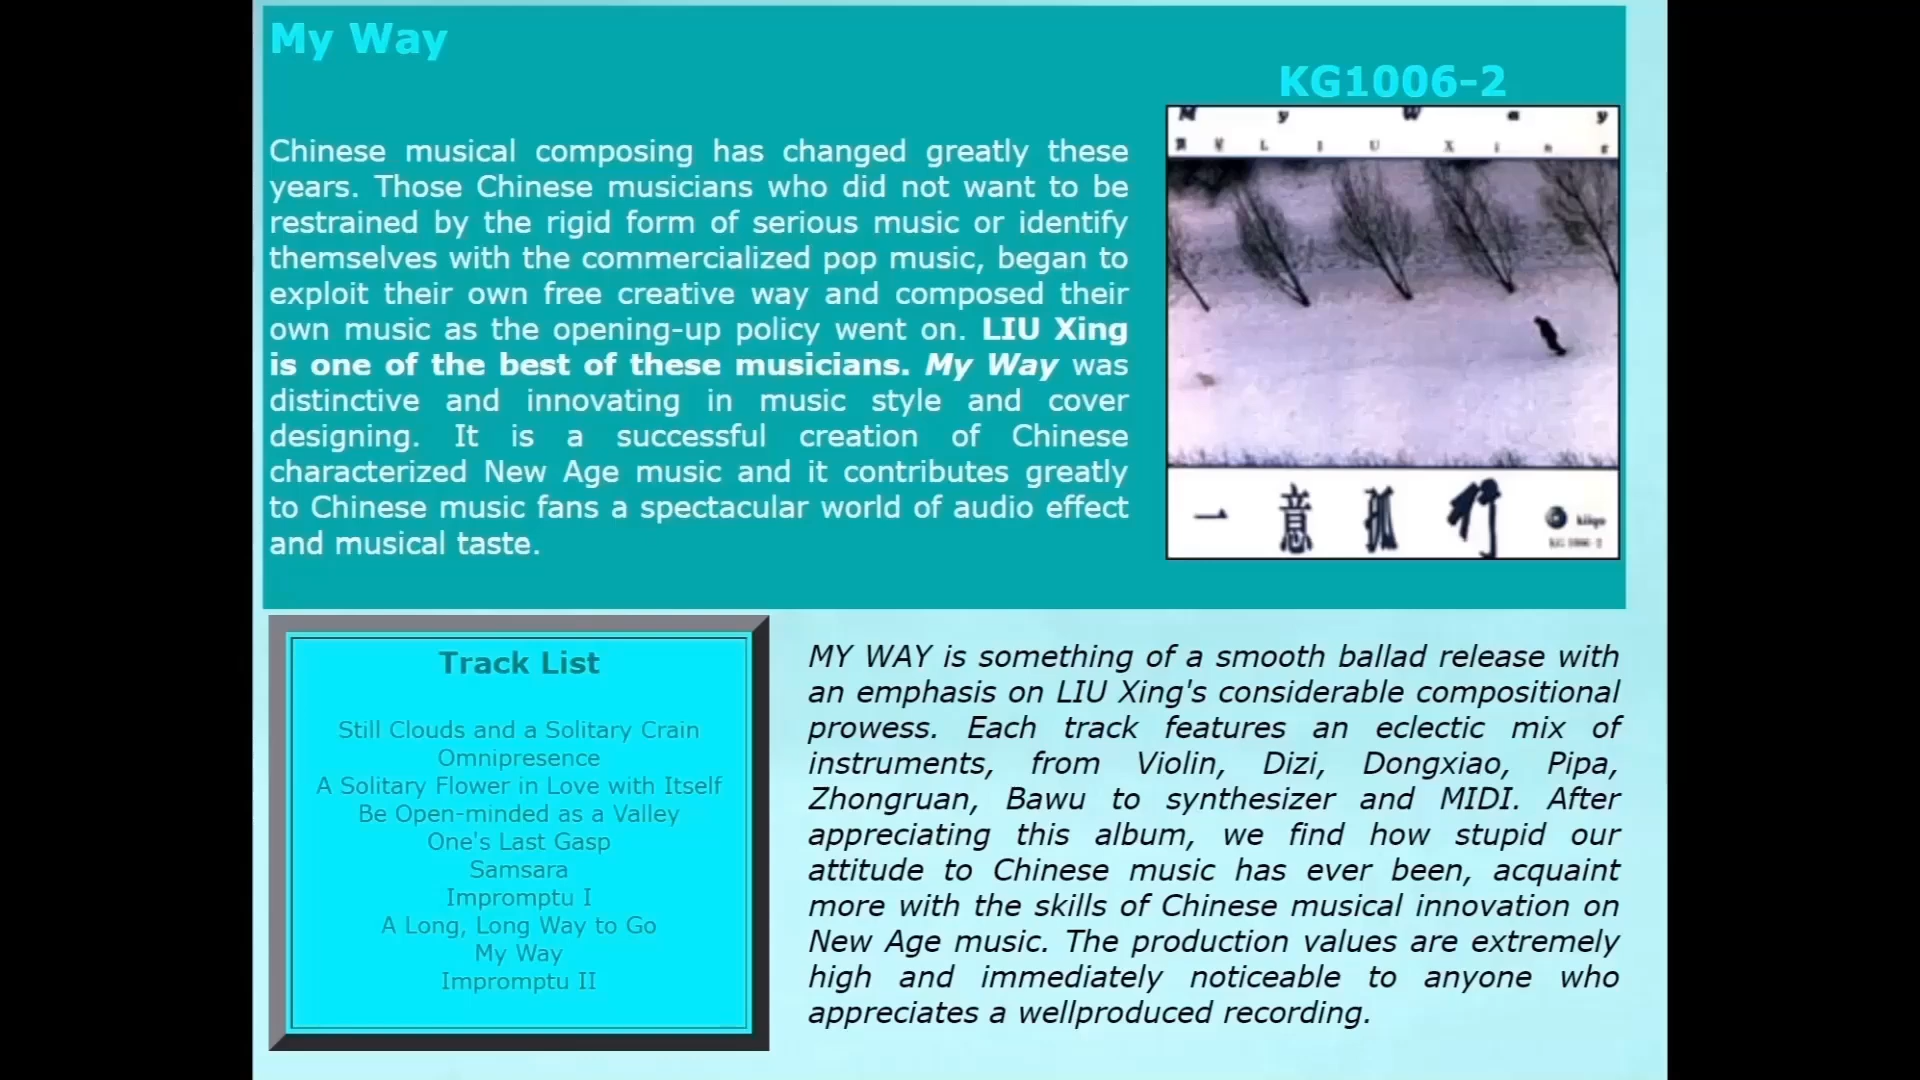 My Way
KG1006-2
Chinese musical composing has changed greatly these
years. Those Chinese musicians who did not want to be
restrained by the rigid form of serious music or identify
themselves with the commercialized pop music, began to
exploit their own free creative way and composed their
own music as the opening-up policy went on. LIU Xing
is one of the best of these musicians. My Way was
distinctive and innovating in music style and cover
designing. It is a successful creation of Chinese
characterized New Age music and it contributes greatly
to Chinese music fans a spectacular world of audio effect
and musical taste.
M y W a y
L I U X i n g
一 意 孤 行
kiigo
KG 1006-2
Track List
Still Clouds and a Solitary Crain
Omnipresence
A Solitary Flower in Love with Itself
Be Open-minded as a Valley
One's Last Gasp
Samsara
Impromptu I
A Long, Long Way to Go
My Way
Impromptu II
MY WAY is something of a smooth ballad release with
an emphasis on LIU Xing's considerable compositional
prowess. Each track features an eclectic mix of
instruments, from Violin, Dizi, Dongxiao, Pipa,
Zhongruan, Bawu to synthesizer and MIDI. After
appreciating this album, we find how stupid our
attitude to Chinese music has ever been, acquaint
more with the skills of Chinese musical innovation on
New Age music. The production values are extremely
high and immediately noticeable to anyone who
appreciates a wellproduced recording.